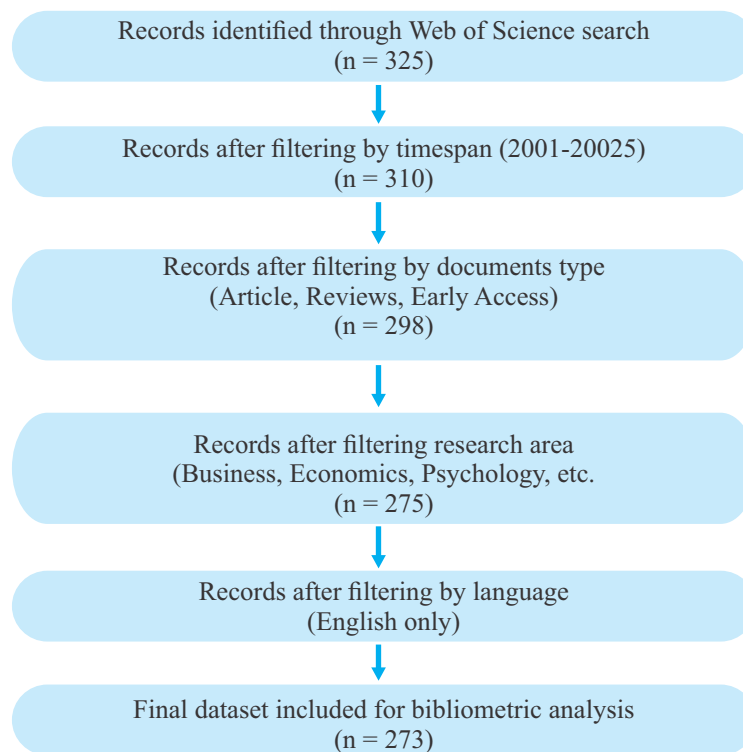 Records identified through Web of Science search
(n = 325)
Records after filtering by timespan (2001-20025)
(n = 310)
Records after filtering by documents type
(Article, Reviews, Early Access)
(n = 298)
Records after filtering research area
(Business, Economics, Psychology, etc.
(n = 275)
Records after filtering by language
(English only)
Final dataset included for bibliometric analysis
(n = 273)